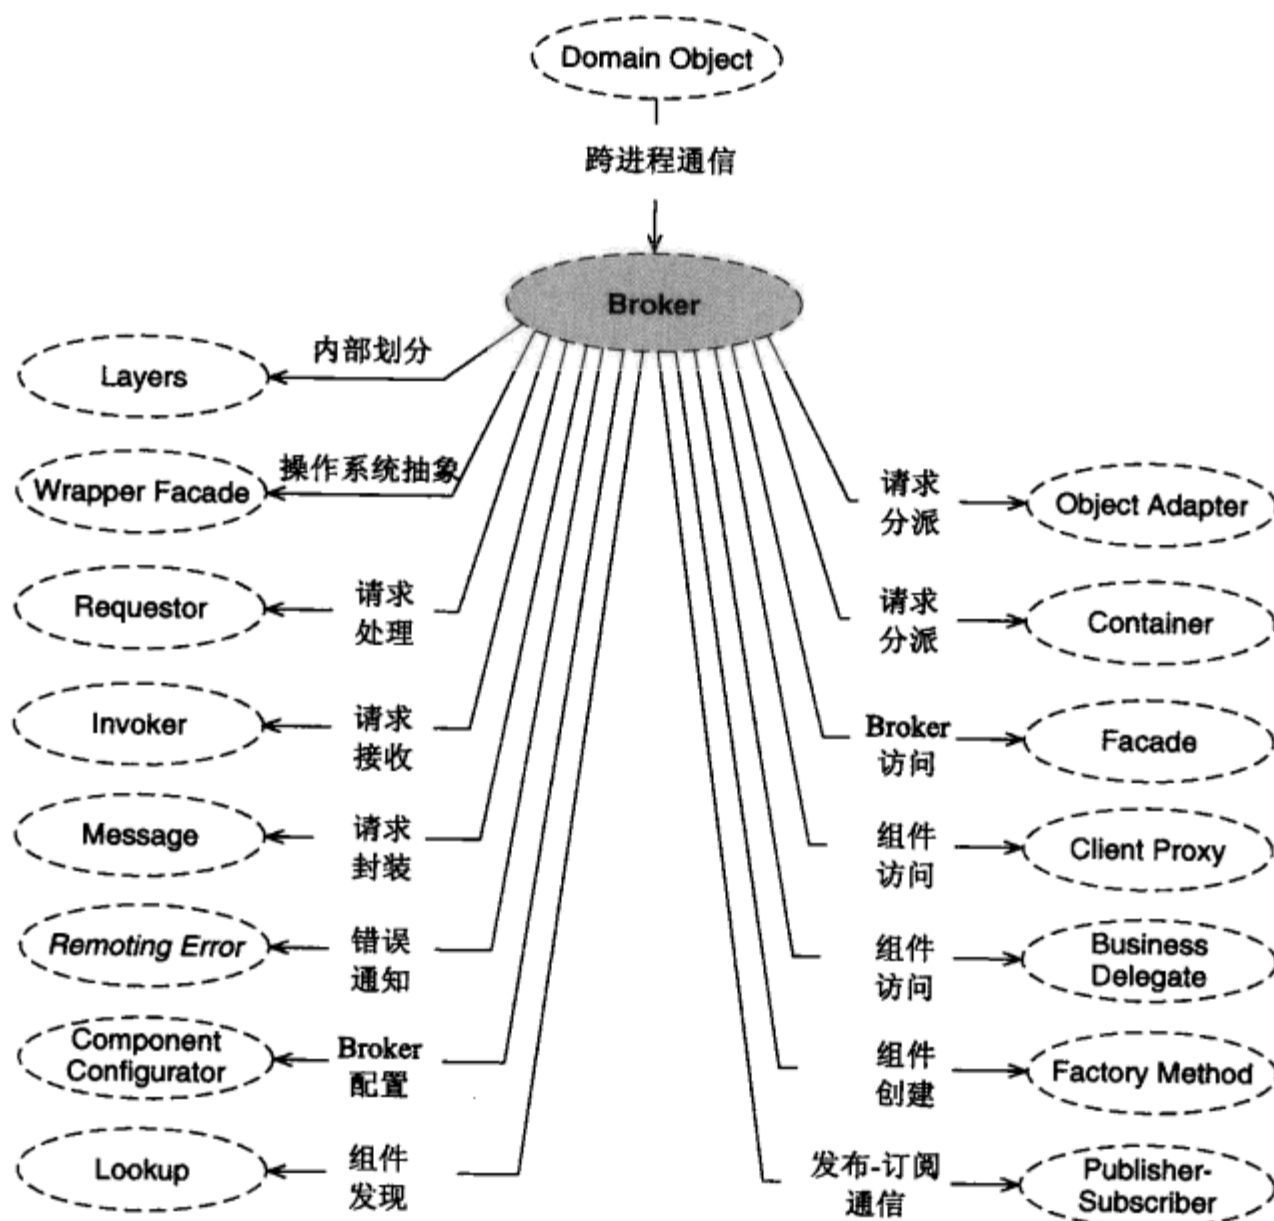 Domain Object
跨进程通信
Broker
内部划分
Layers
操作系统抽象
Wrapper Facade
请求
分派
Object Adapter
Requestor
请求
处理
请求
分派
Container
Invoker
请求
接收
Broker
访问
Facade
Message
请求
封装
组件
访问
Client Proxy
Remoting Error
错误
通知
组件
访问
Business
Delegate
Component
Configurator
Broker
配置
组件
创建
Factory Method
Lookup
组件
发现
发布-订阅
通信
Publisher-
Subscriber